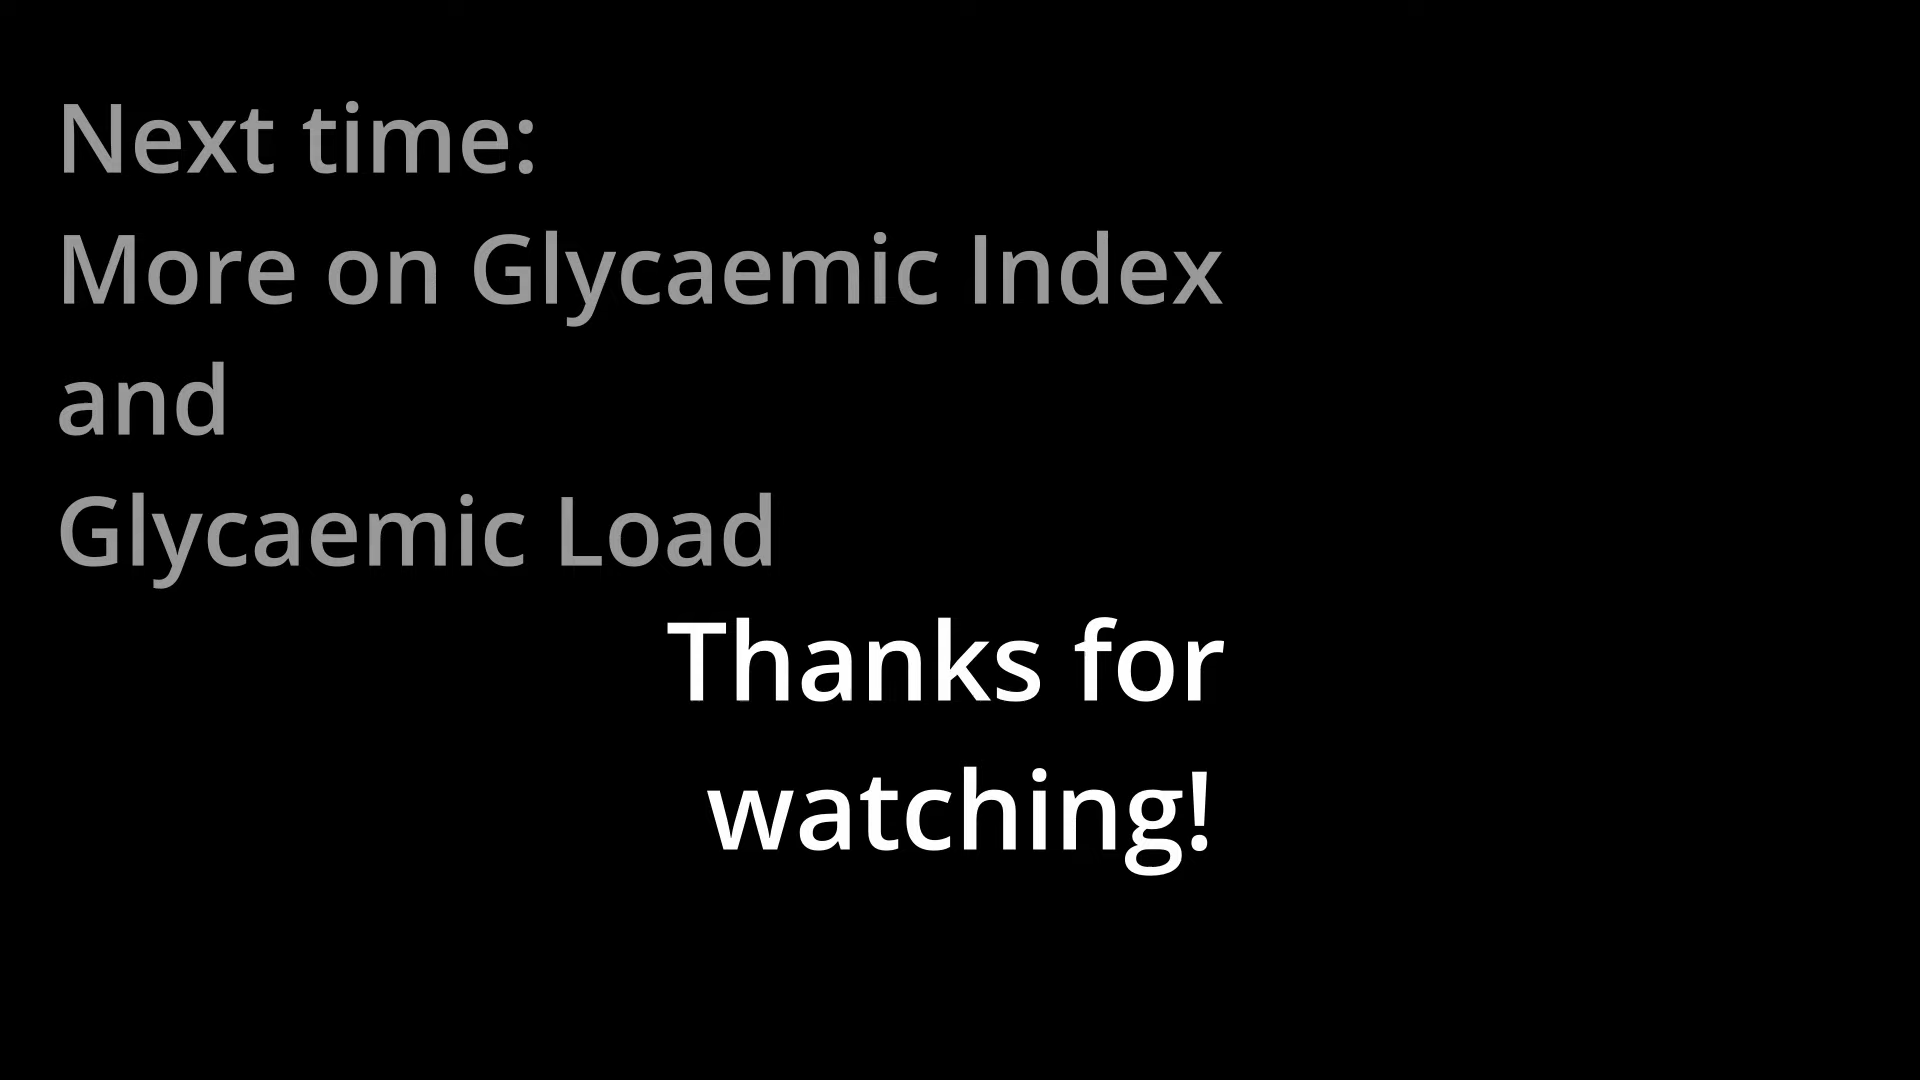 Next time:
More on Glycaemic Index
and
Glycaemic Load
Thanks for
watching!